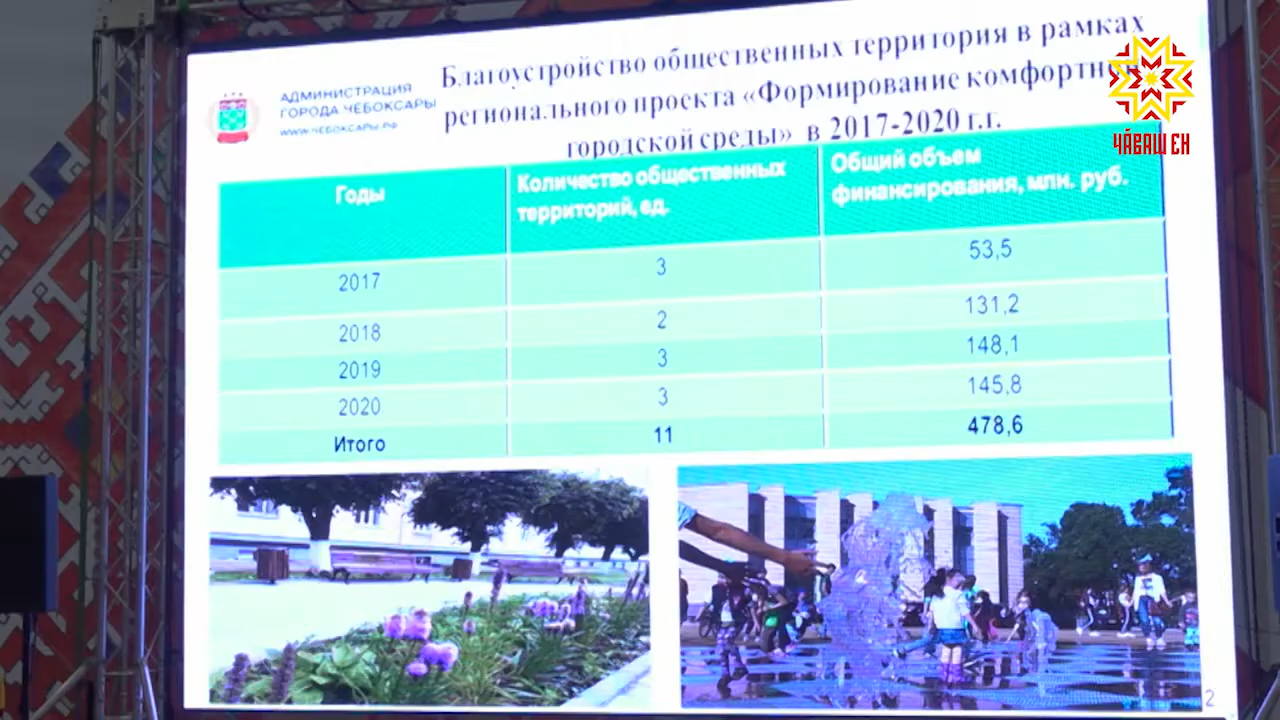 Благоустройство общественных территория в рамках
регионального проекта «Формирование комфортной
городской среды» в 2017-2020 г.г.
АДМИНИСТРАЦИЯ
ГОРОДА ЧЕБОКСАРЫ
WWW.ЧЕБОКСАРЫ.РФ
ЧӐВАШ ЕН
Годы
Количество общественных
территорий, ед.
Общий объем
финансирования, млн. руб.
2017 3 53,5
2018 2 131,2
2019 3 148,1
2020 3 145,8
Итого 11 478,6
2